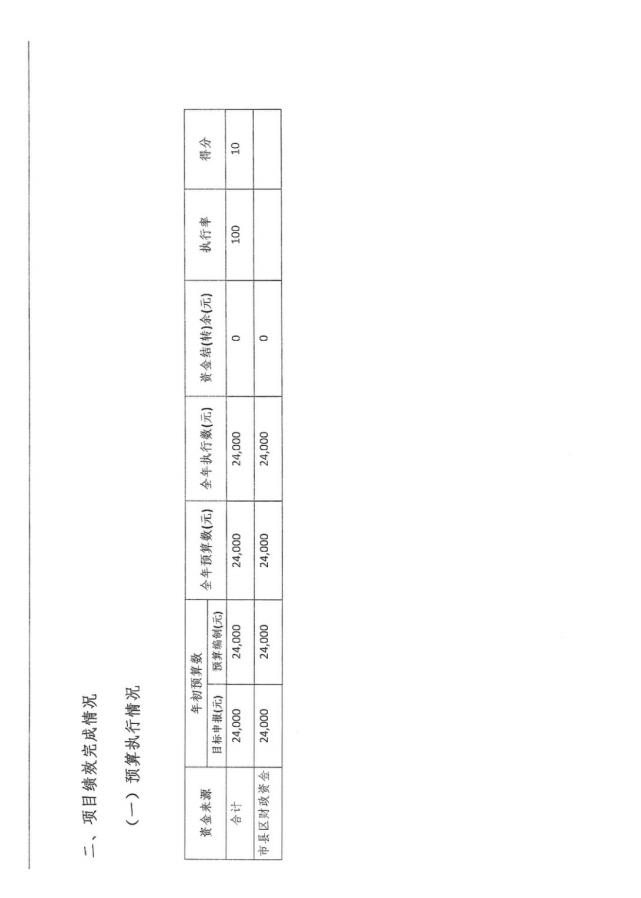 二、项目绩效完成情况
（一）预算执行情况
资金来源 年初预算数 全年预算数(元) 全年执行数(元) 资金结(转)余(元) 执行率 得分
目标申报(元) 预算编制(元)
合计 24,000 24,000 24,000 24,000 0 100 10
市县区财政资金 24,000 24,000 24,000 24,000 0